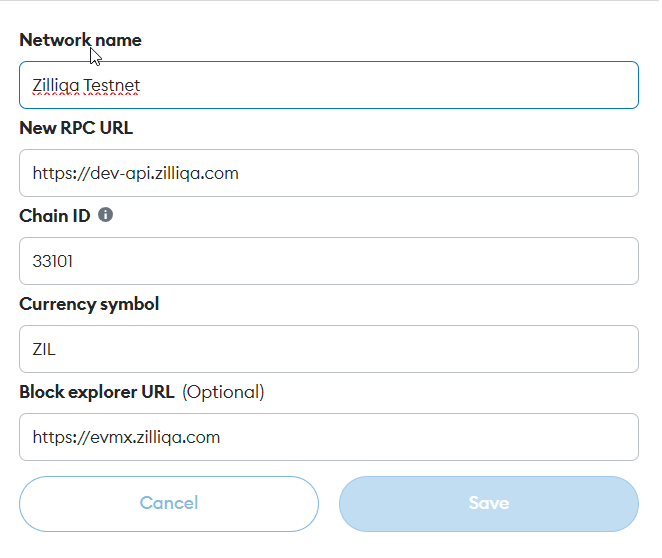 Network name
Zilliqa Testnet
New RPC URL
https://dev-api.zilliqa.com
Chain ID
33101
Currency symbol
ZIL
Block explorer URL (Optional)
https://evmx.zilliqa.com
Cancel Save